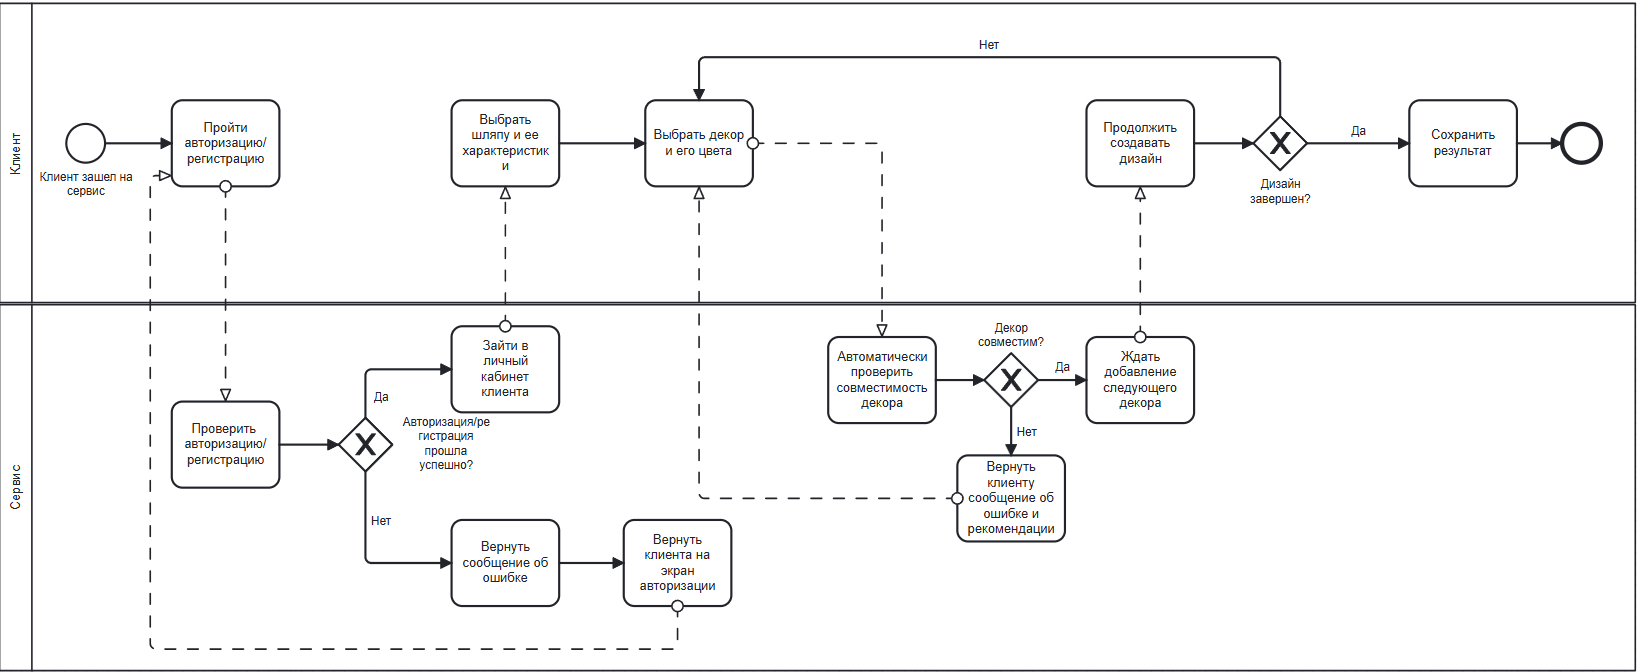 Клиент
Клиент зашел на
сервис
Пройти
авторизацию/
регистрацию
Выбрать
шляпу и ее
характеристик
и
Выбрать декор
и его цвета
Нет
Продолжить
создавать
дизайн
Дизайн
завершен?
Да
Сохранить
результат
Сервис
Проверить
авторизацию/
регистрацию
Да
Авторизация/ре
гистрация
прошла
успешно?
Нет
Зайти в
личный
кабинет
клиента
Вернуть
сообщение об
ошибке
Вернуть
клиента на
экран
авторизации
Автоматически
проверить
совместимость
декора
Декор
совместим?
Да
Нет
Ждать
добавление
следующего
декора
Вернуть
клиенту
сообщение об
ошибке и
рекомендации